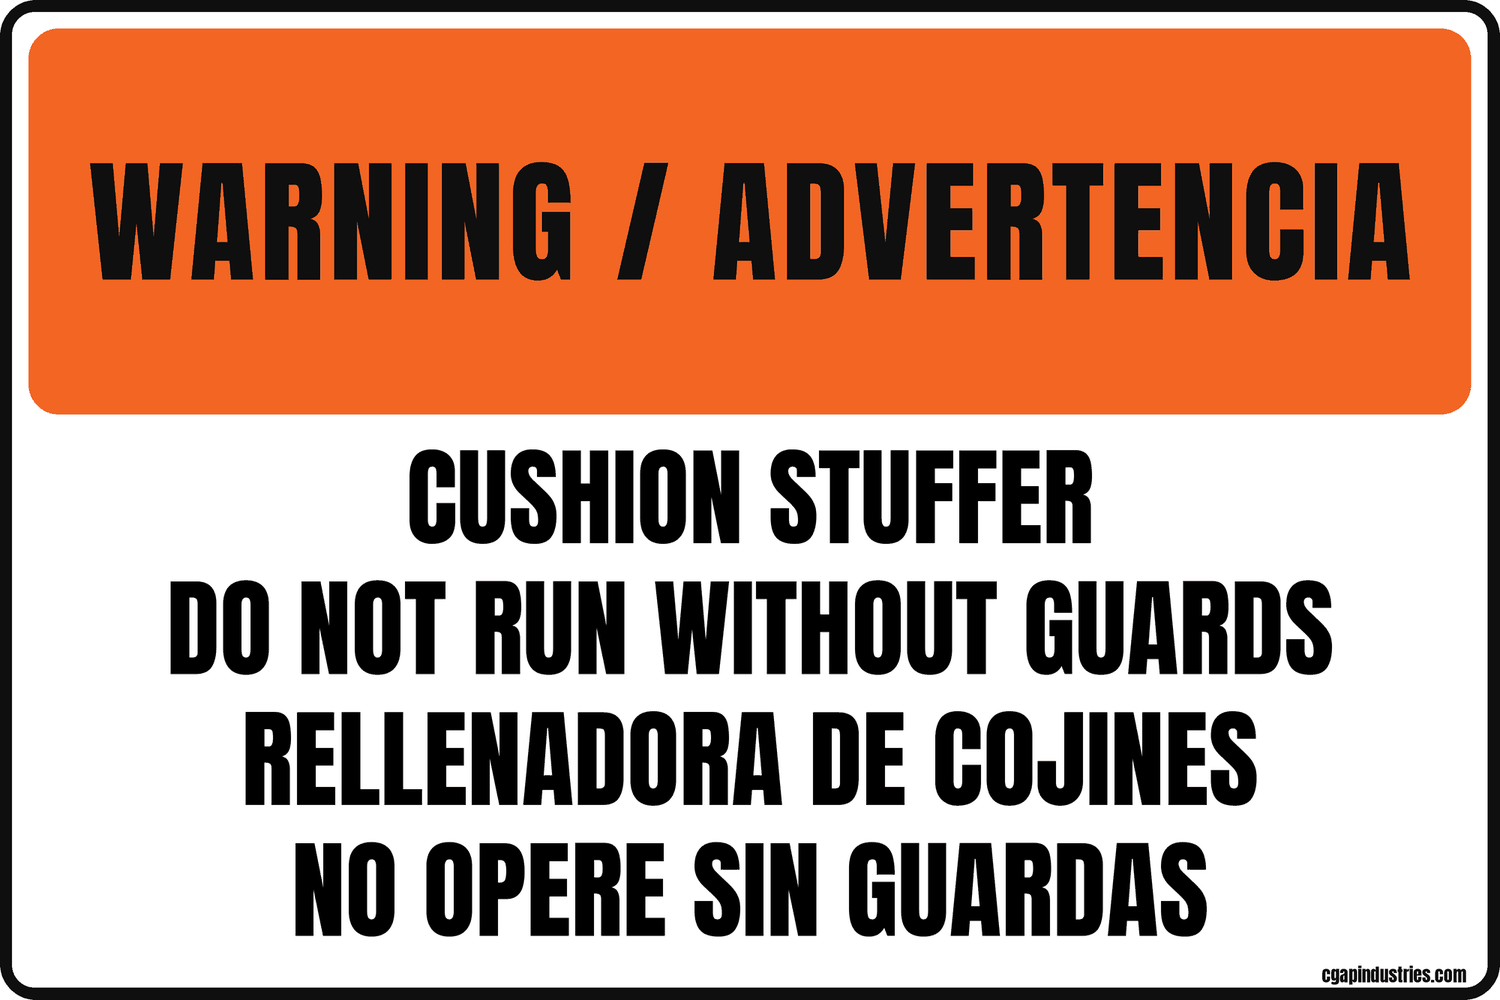 WARNING / ADVERTENCIA
CUSHION STUFFER
DO NOT RUN WITHOUT GUARDS
RELLENADORA DE COJINES
NO OPERE SIN GUARDAS
cgapindustries.com